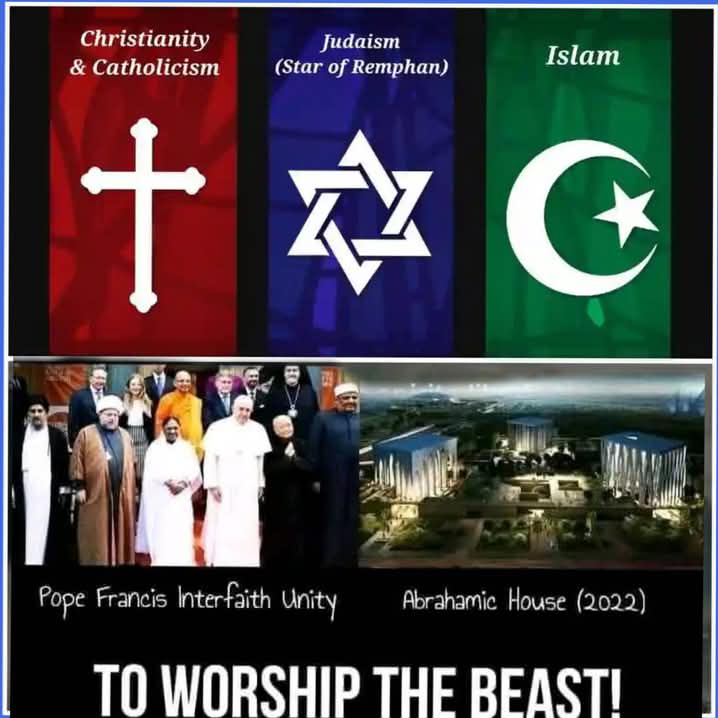 Christianity
& Catholicism
Judaism
(Star of Remphan)
Islam
Pope Francis Interfaith Unity
Abrahamic House (2022)
TO WORSHIP THE BEAST!